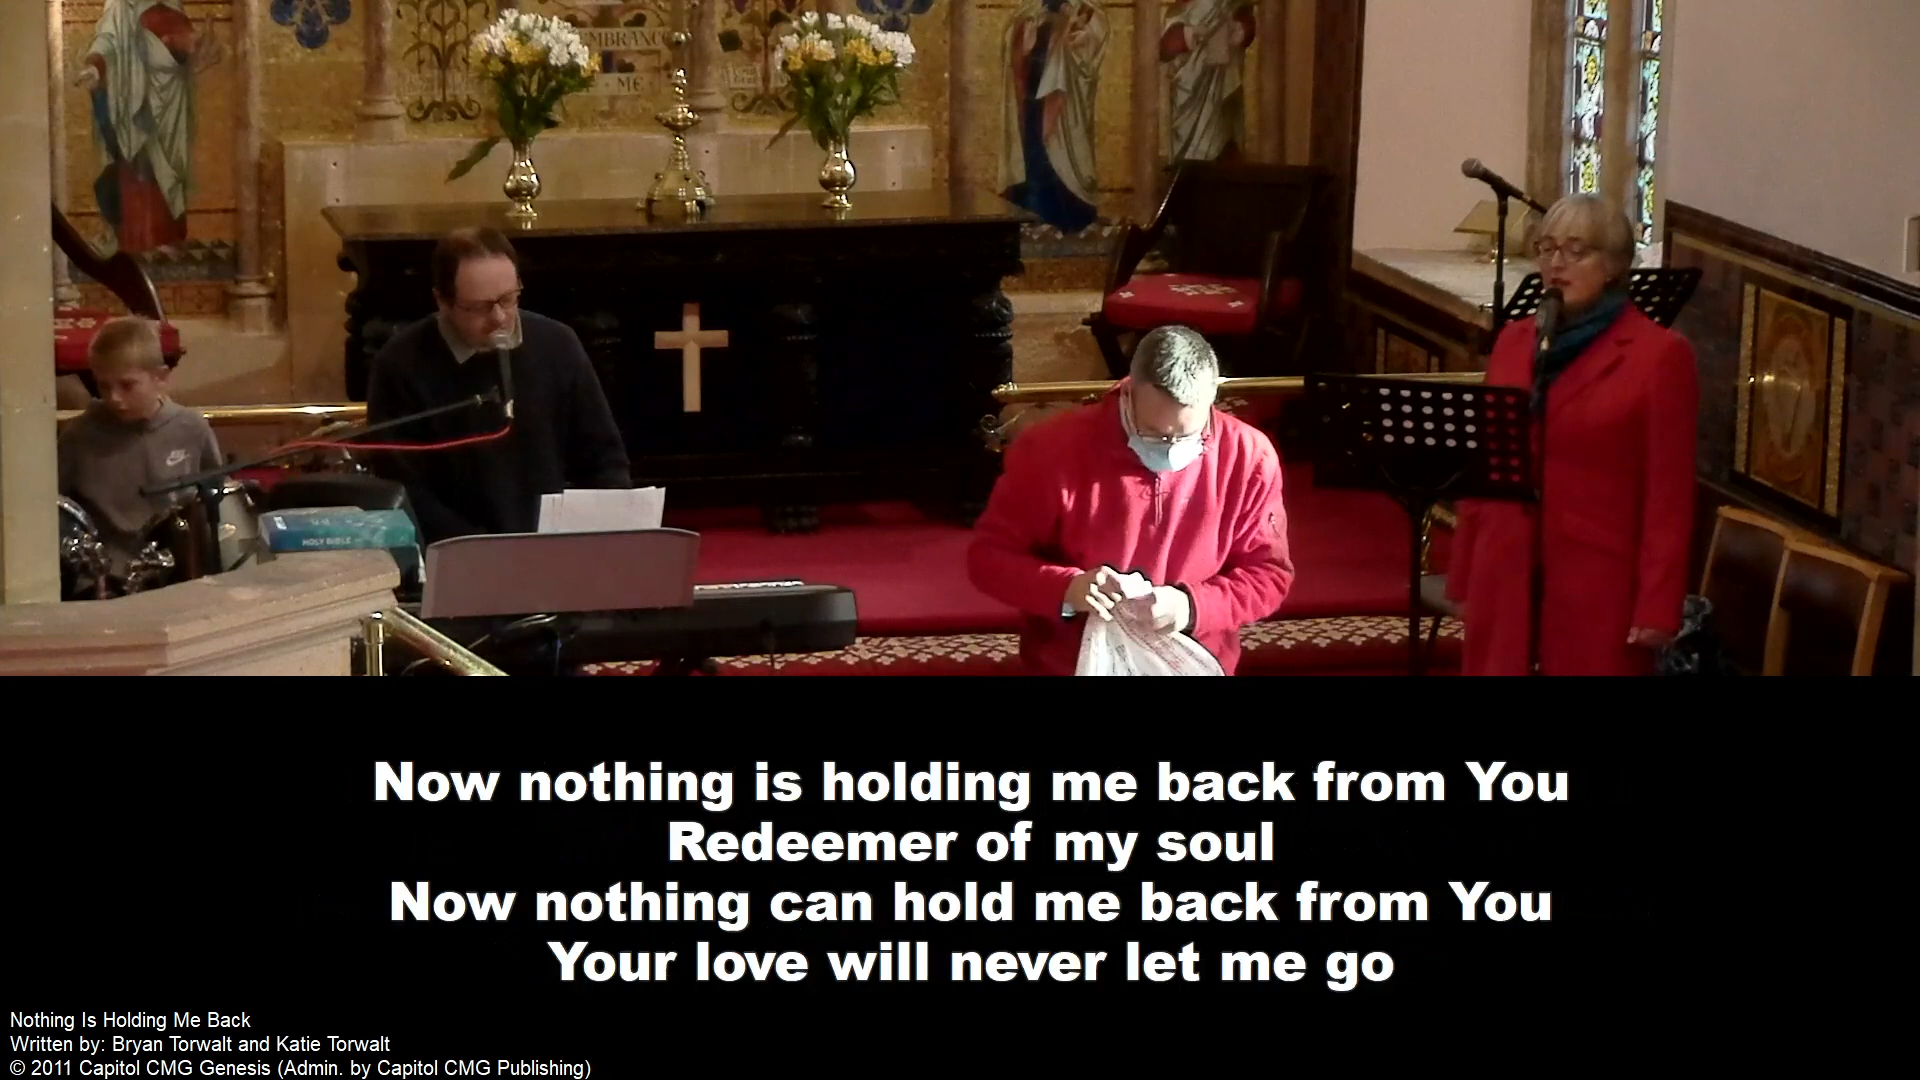 EMBRANCE
ME
HOLY BIBLE
Now nothing is holding me back from You
Redeemer of my soul
Now nothing can hold me back from You
Your love will never let me go
Nothing Is Holding Me Back
Written by: Bryan Torwalt and Katie Torwalt
© 2011 Capitol CMG Genesis (Admin. by Capitol CMG Publishing)